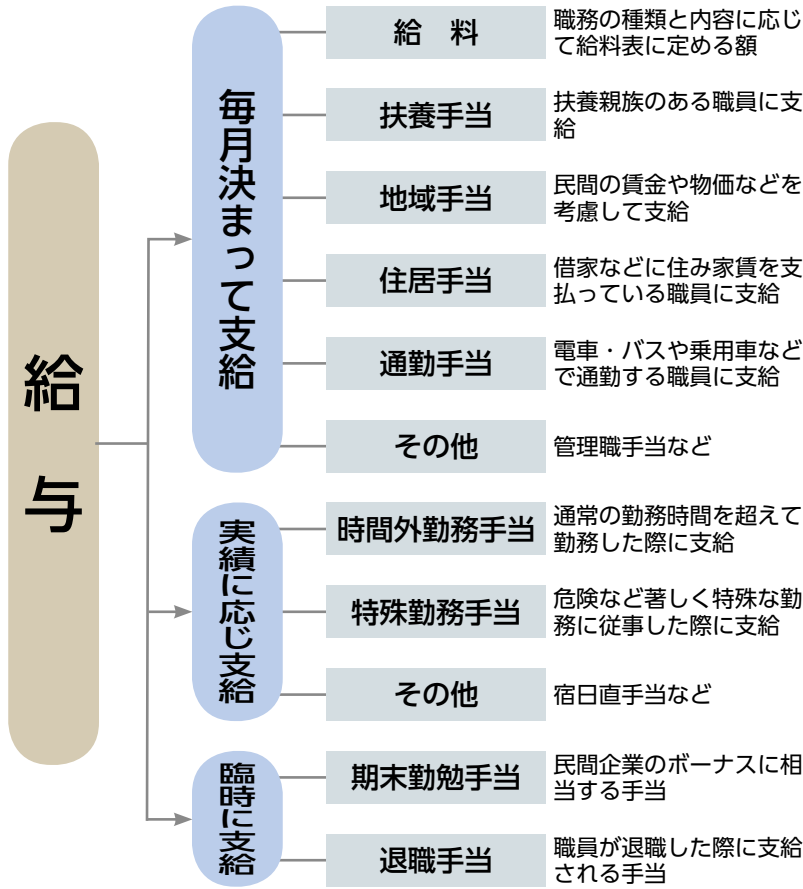 給与
毎月決まって支給
給　料
職務の種類と内容に応じ
て給料表に定める額
扶養手当
扶養親族のある職員に支
給
地域手当
民間の賃金や物価などを
考慮して支給
住居手当
借家などに住み家賃を支
払っている職員に支給
通勤手当
電車・バスや乗用車など
で通勤する職員に支給
その他
管理職手当など
実績に応じ支給
時間外勤務手当
通常の勤務時間を超えて
勤務した際に支給
特殊勤務手当
危険など著しく特殊な勤
務に従事した際に支給
その他
宿日直手当など
臨時に支給
期末勤勉手当
民間企業のボーナスに相
当する手当
退職手当
職員が退職した際に支給
される手当